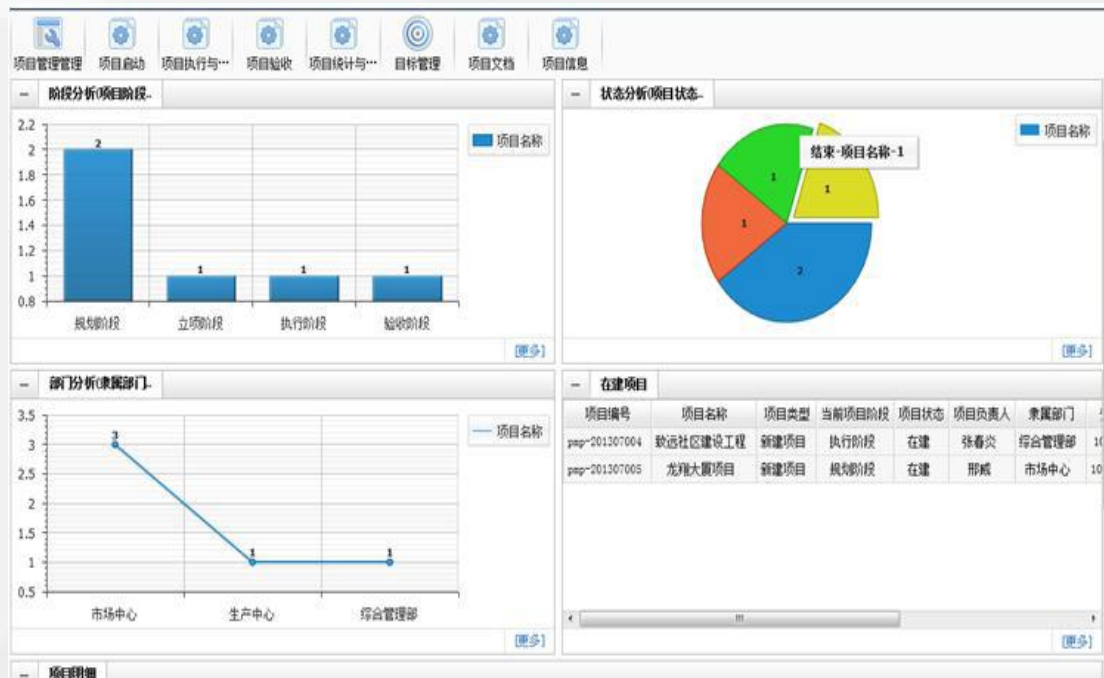 项目管理管理 项目启动 项目执行与… 项目验收 项目统计与… 目标管理 项目文档 项目信息
阶段分析(项目阶段..
2.2
2
1.8
1.6
1.4
1.2
1
0.8
2
1
1
1
规划阶段 立项阶段 执行阶段 验收阶段
项目名称
[更多]
状态分析(项目状态..
项目名称
结束-项目名称-1
1
1
1
2
[更多]
部门分析(隶属部门..
3.5
3
2.5
2
1.5
1
0.5
3
1
1
市场中心 生产中心 综合管理部
项目名称
[更多]
在建项目
项目编号 项目名称 项目类型 当前项目阶段 项目状态 项目负责人 隶属部门
pmp-201307004 致远社区建设工程 新建项目 执行阶段 在建 张春炎 综合管理部 10
pmp-201307005 龙翔大厦项目 新建项目 规划阶段 在建 邢威 市场中心 10
[更多]
项目明细